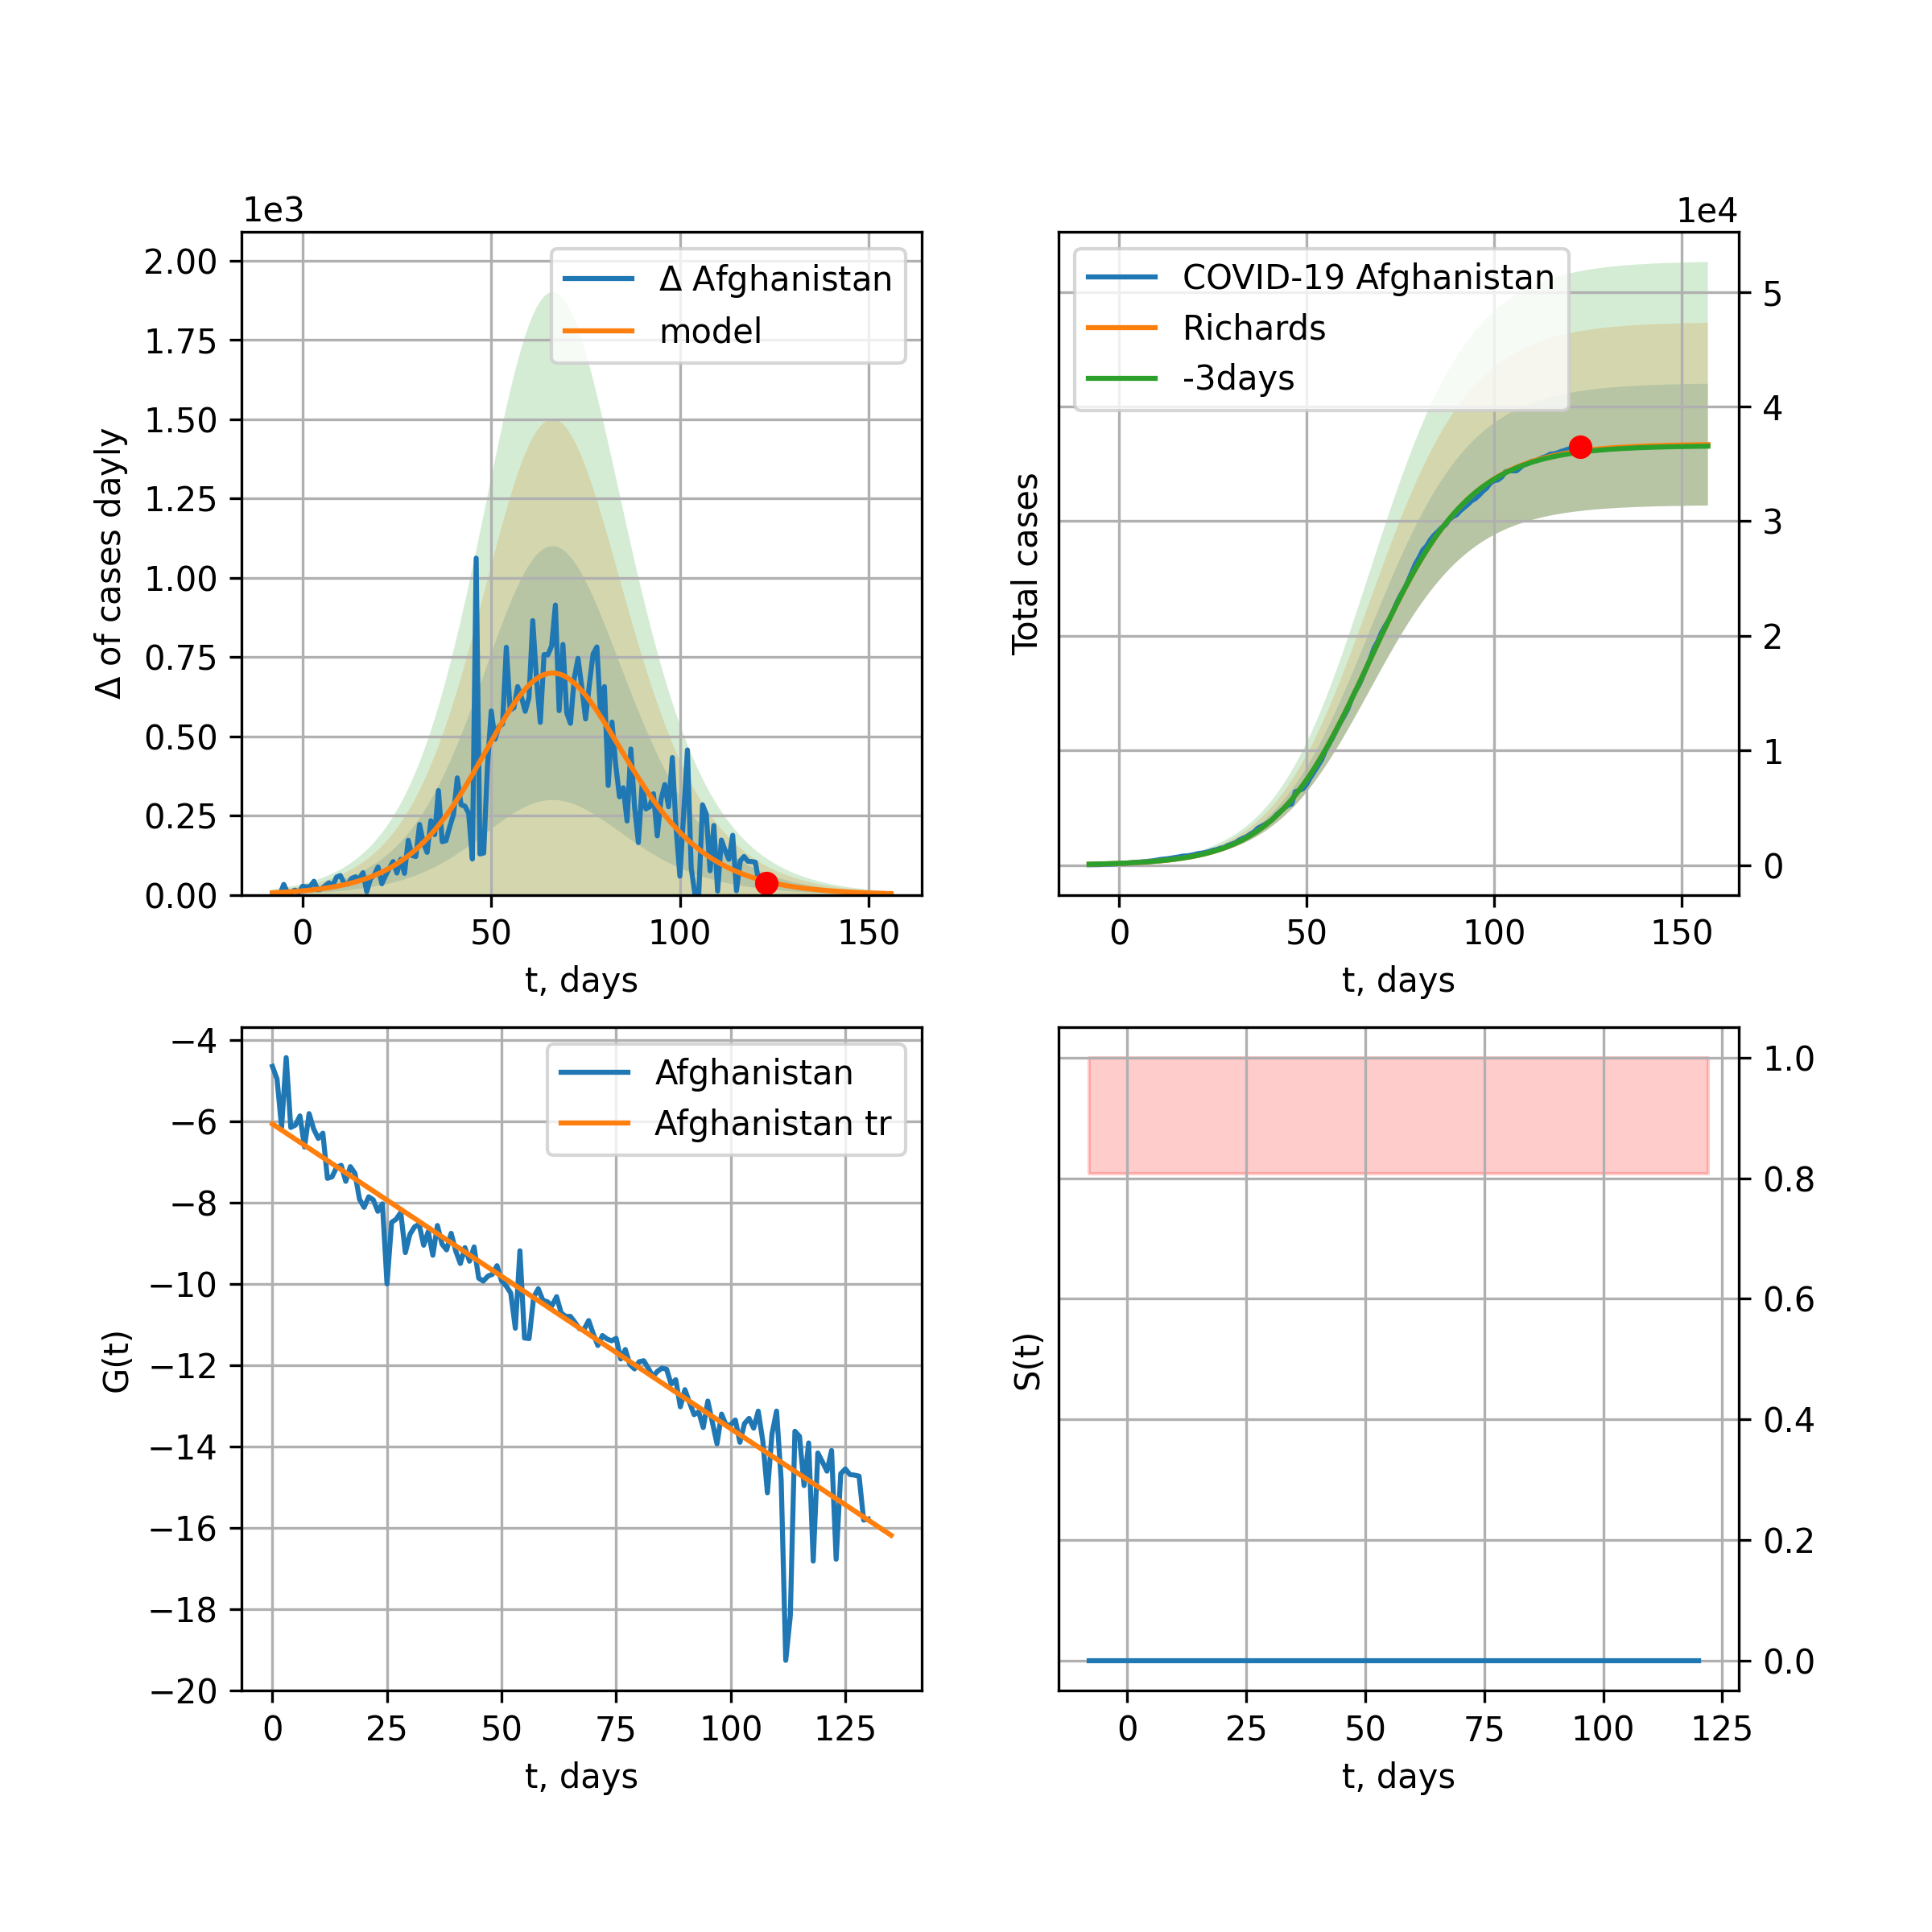 1e3
2.00
1.75
1.50
1.25
1.00
0.75
0.50
0.25
0.00
Δ of cases dayly
Δ Afghanistan
model
0 50 100 150
t, days
1e4
Total cases
COVID-19 Afghanistan
Richards
-3days
5
4
3
2
1
0
0 50 100 150
t, days
−4
−6
−8
−10
−12
−14
−16
−18
−20
G(t)
Afghanistan
Afghanistan tr
0 25 50 75 100 125
t, days
S(t)
1.0
0.8
0.6
0.4
0.2
0.0
0 25 50 75 100 125
t, days